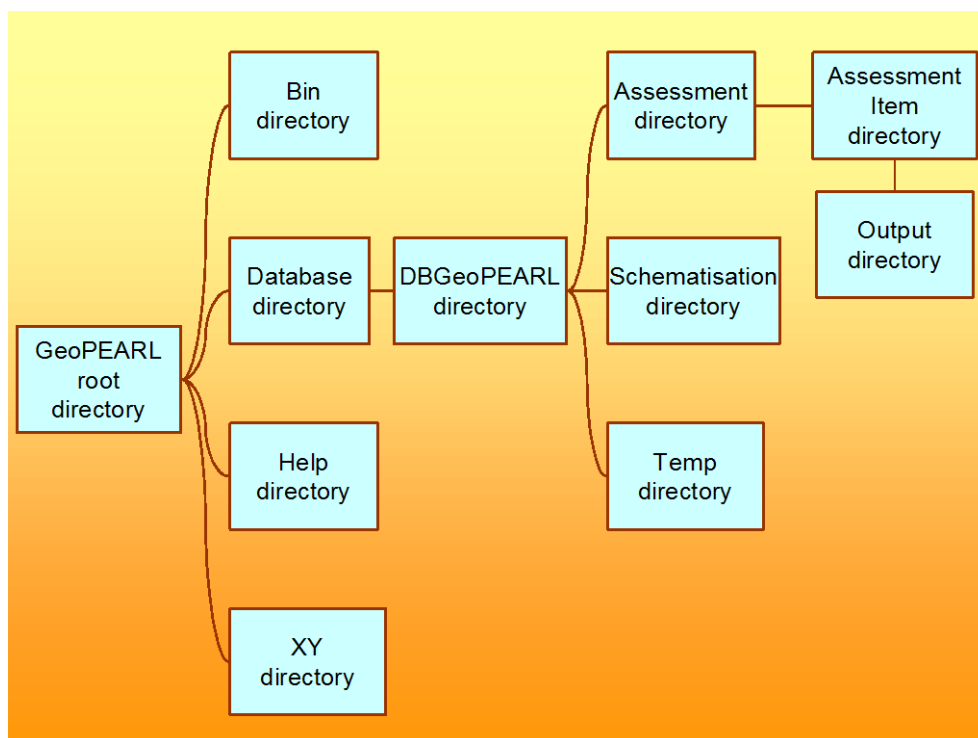 Bin
directory
Assessment
directory
Assessment
Item
directory
Output
directory
Database
directory
DBGeoPEARL
directory
Schematisation
directory
GeoPEARL
root
directory
Help
directory
Temp
directory
XY
directory